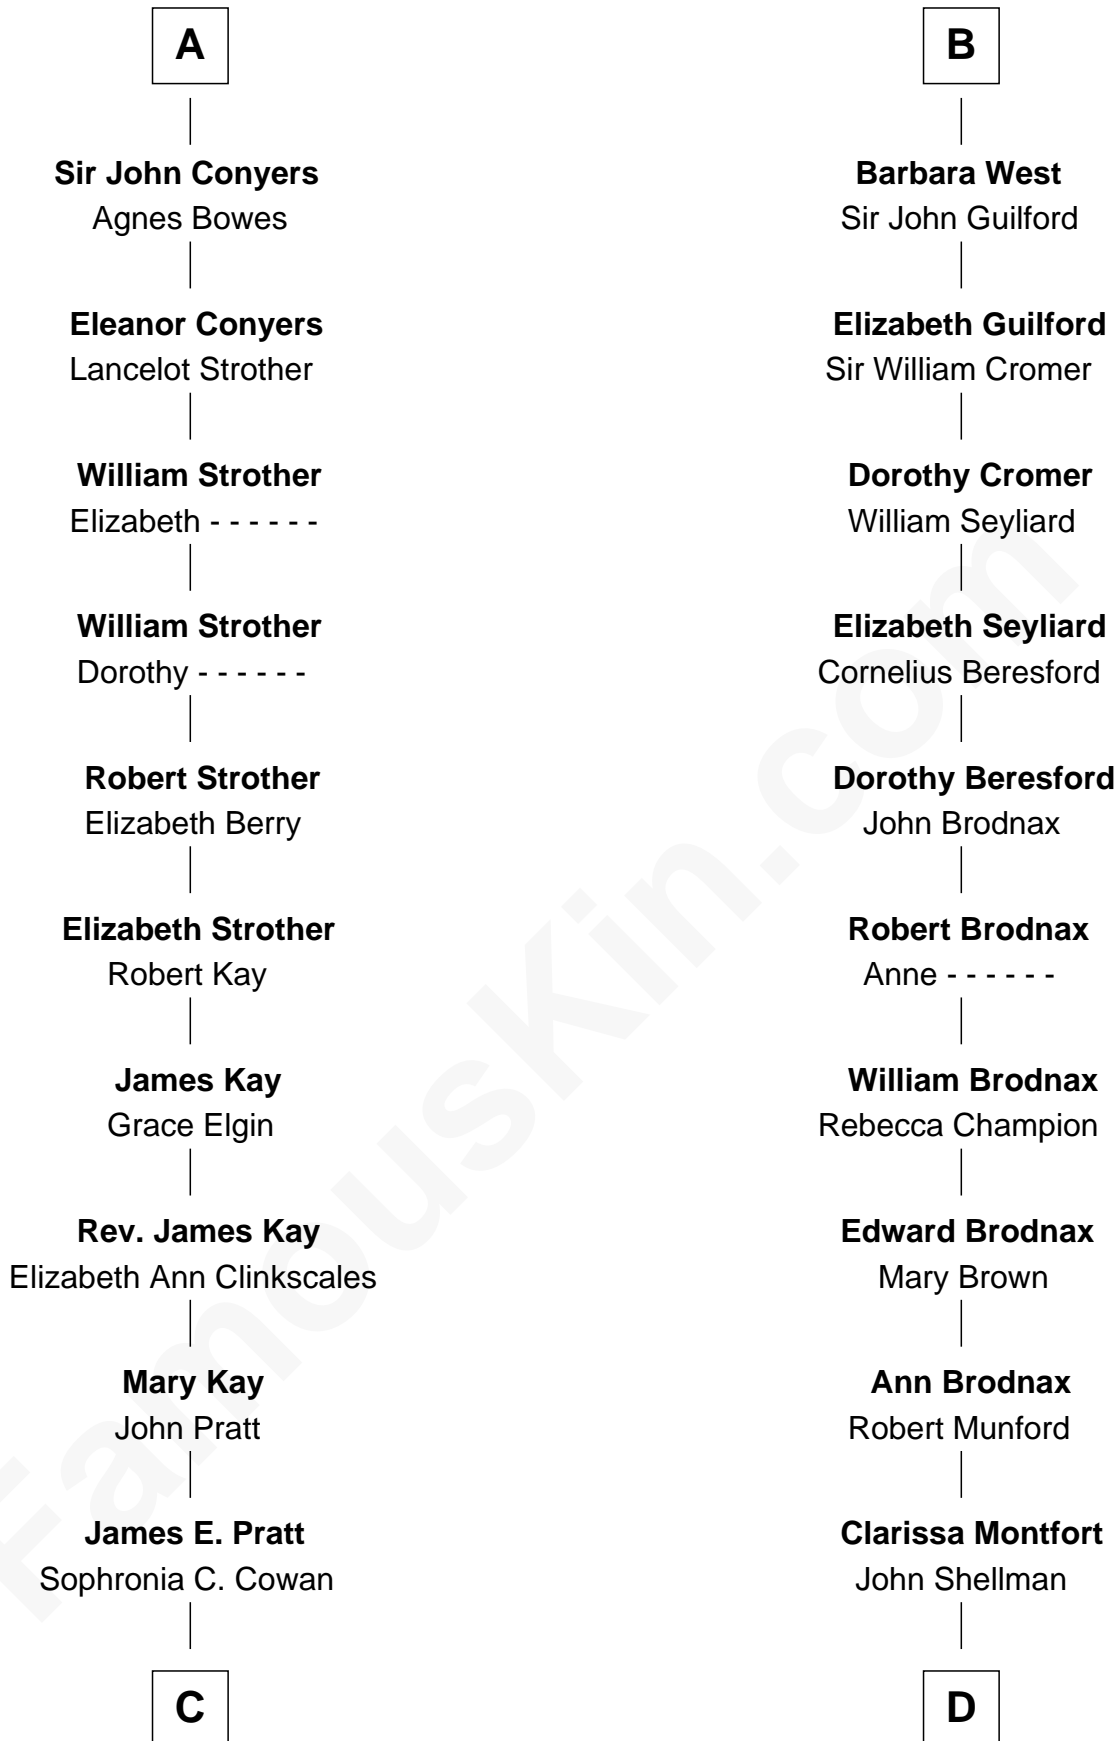 A
Sir John Conyers
Agnes Bowes
Eleanor Conyers
Lancelot Strother
William Strother
Elizabeth - - - - - -
William Strother
Dorothy - - - - - -
Robert Strother
Elizabeth Berry
Elizabeth Strother
Robert Kay
James Kay
Grace Elgin
Rev. James Kay
Elizabeth Ann Clinkscales
Mary Kay
John Pratt
James E. Pratt
Sophronia C. Cowan
C
B
Barbara West
Sir John Guilford
Elizabeth Guilford
Sir William Cromer
Dorothy Cromer
William Seyliard
Elizabeth Seyliard
Cornelius Beresford
Dorothy Beresford
John Brodnax
Robert Brodnax
Anne - - - - - -
William Brodnax
Rebecca Champion
Edward Brodnax
Mary Brown
Ann Brodnax
Robert Munford
Clarissa Montfort
John Shellman
D
FamousKin.com